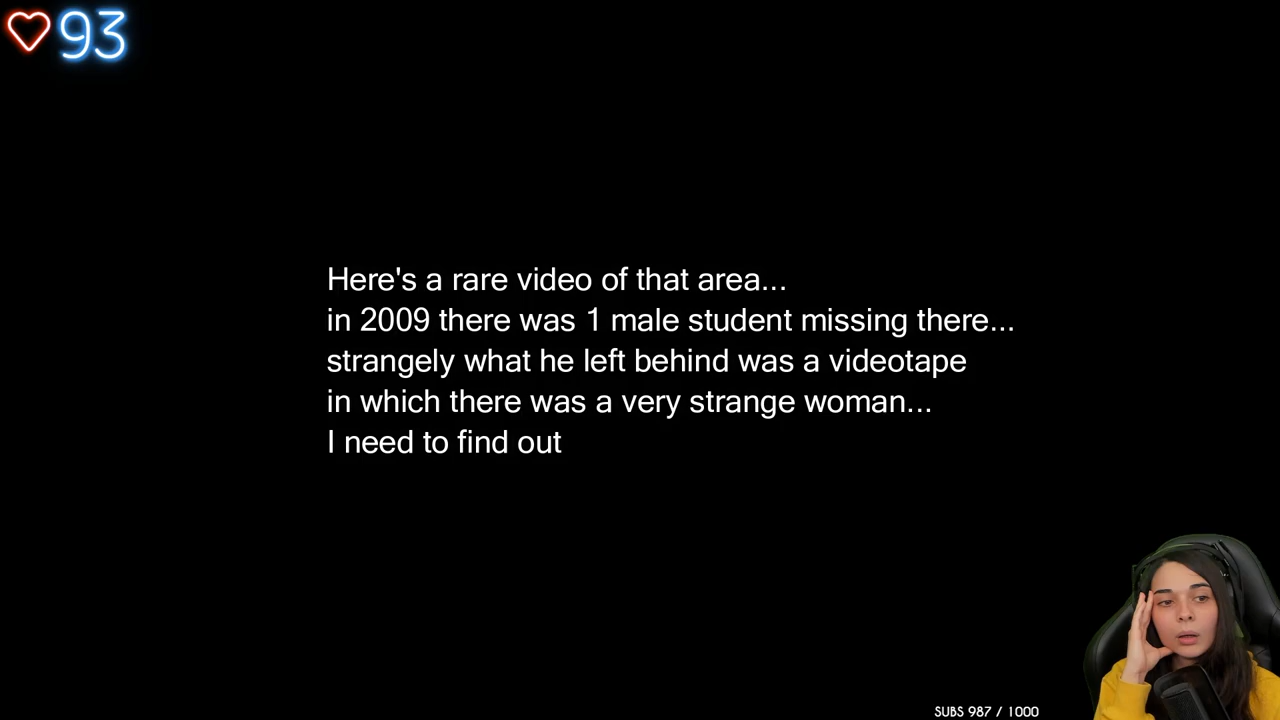 93
Here's a rare video of that area...
in 2009 there was 1 male student missing there...
strangely what he left behind was a videotape
in which there was a very strange woman...
I need to find out
SUBS 987 / 1000